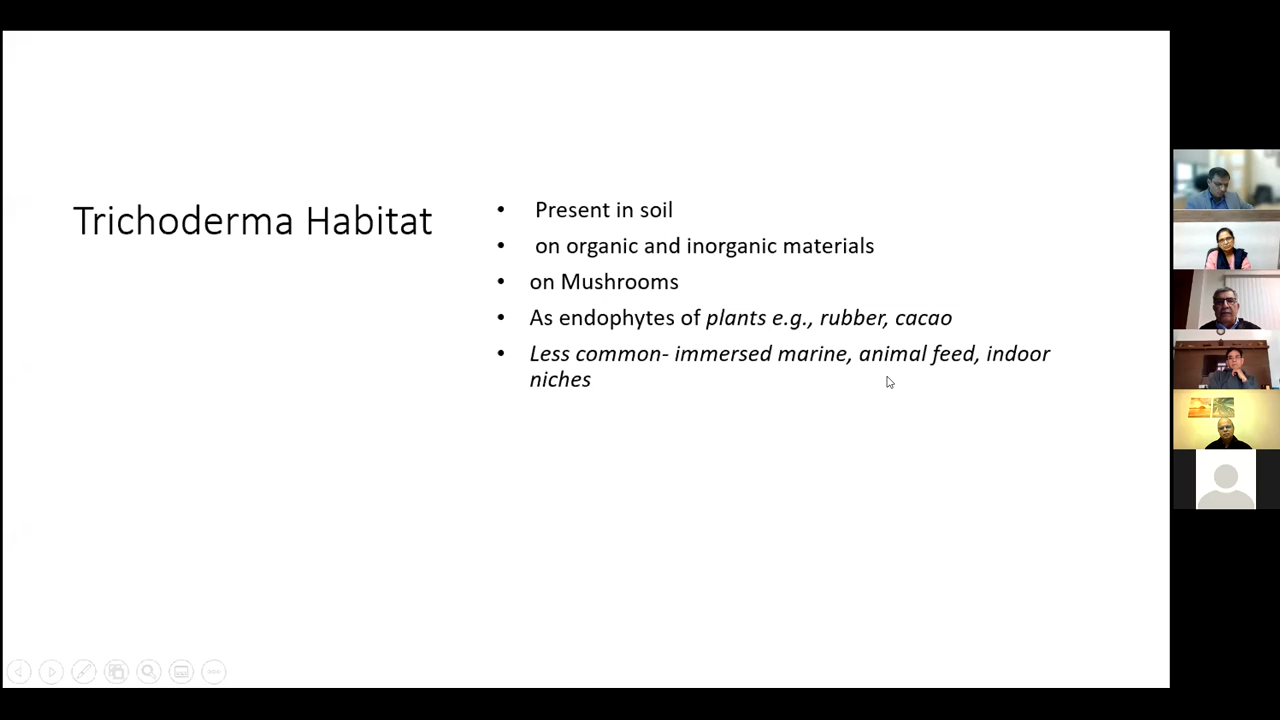 Trichoderma Habitat
• Present in soil
• on organic and inorganic materials
• on Mushrooms
• As endophytes of plants e.g., rubber, cacao
• Less common- immersed marine, animal feed, indoor
niches